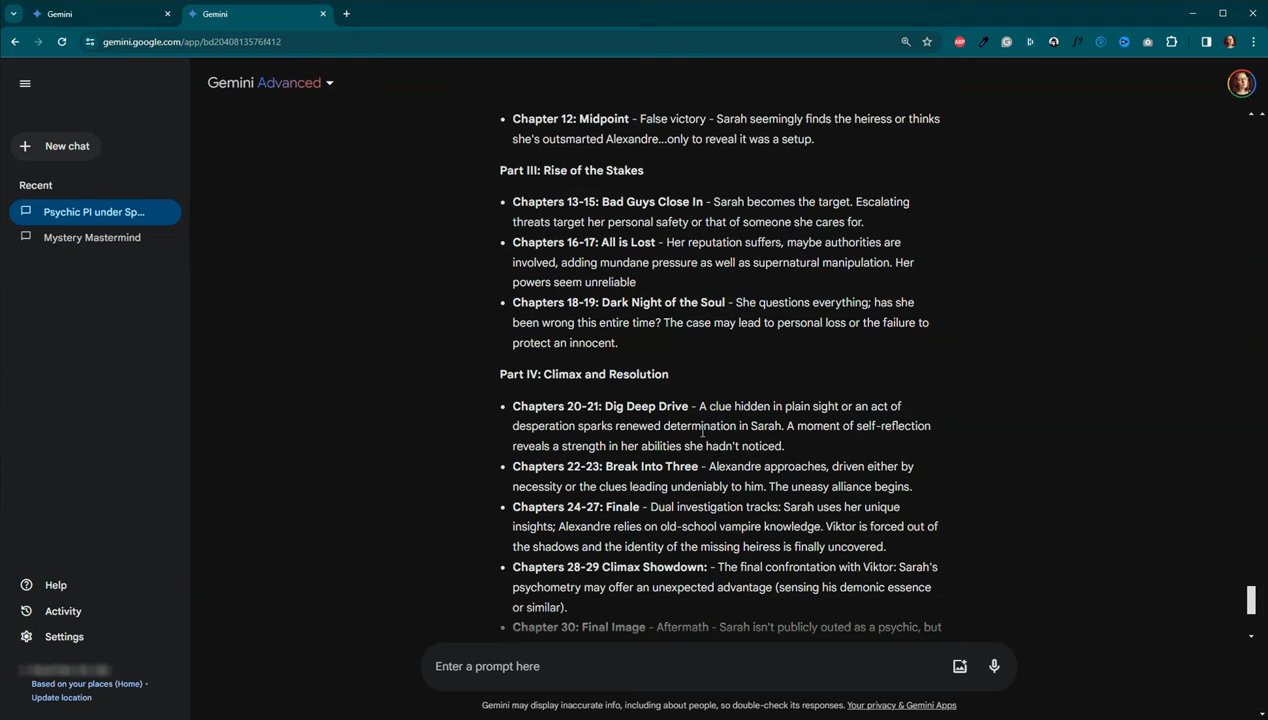 Gemini
Gemini
gemini.google.com/app/bd2040813576f412
Gemini Advanced
New chat
Recent
Psychic PI under Sp...
Mystery Mastermind
• Chapter 12: Midpoint - False victory - Sarah seemingly finds the heiress or thinks
she's outsmarted Alexandre...only to reveal it was a setup.
Part III: Rise of the Stakes
• Chapters 13-15: Bad Guys Close In - Sarah becomes the target. Escalating
threats target her personal safety or that of someone she cares for.
• Chapters 16-17: All is Lost - Her reputation suffers, maybe authorities are
involved, adding mundane pressure as well as supernatural manipulation. Her
powers seem unreliable
• Chapters 18-19: Dark Night of the Soul - She questions everything; has she
been wrong this entire time? The case may lead to personal loss or the failure to
protect an innocent.
Part IV: Climax and Resolution
• Chapters 20-21: Dig Deep Drive - A clue hidden in plain sight or an act of
desperation sparks renewed determination in Sarah. A moment of self-reflection
reveals a strength in her abilities she hadn't noticed.
• Chapters 22-23: Break Into Three - Alexandre approaches, driven either by
necessity or the clues leading undeniably to him. The uneasy alliance begins.
• Chapters 24-27: Finale - Dual investigation tracks: Sarah uses her unique
insights; Alexandre relies on old-school vampire knowledge. Viktor is forced out of
the shadows and the identity of the missing heiress is finally uncovered.
• Chapters 28-29 Climax Showdown: - The final confrontation with Viktor: Sarah's
psychometry may offer an unexpected advantage (sensing his demonic essence
or similar).
• Chapter 30: Final Image - Aftermath - Sarah isn't publicly outed as a psychic, but
Help
Activity
Settings
Based on your places (Home) •
Update location
Enter a prompt here
Gemini may display inaccurate info, including about people, so double-check its responses. Your privacy & Gemini Apps